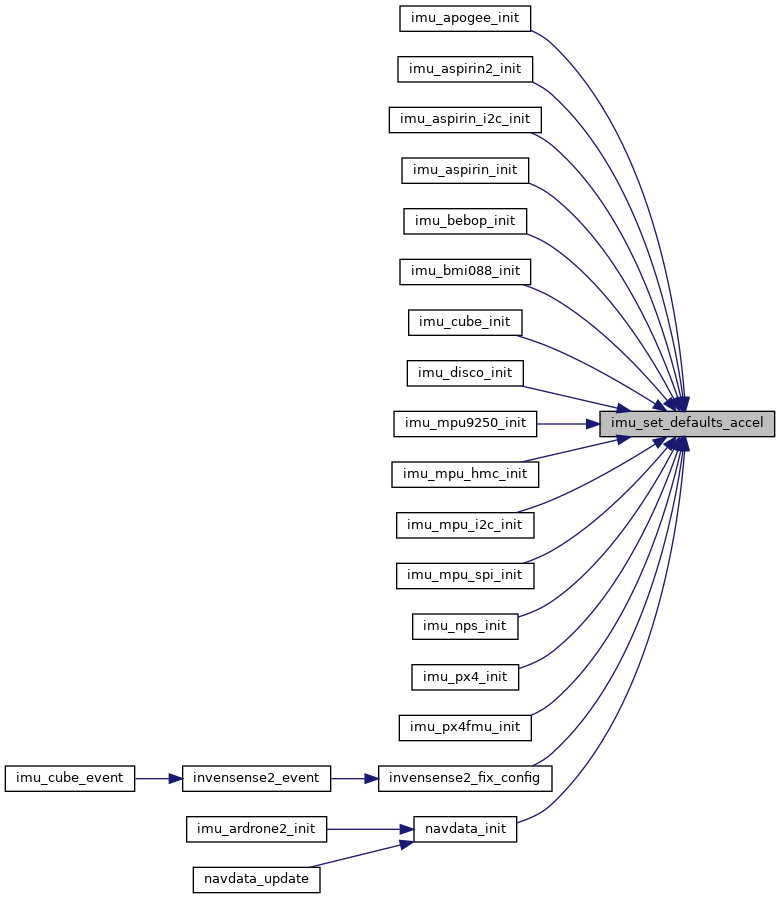 imu_apogee_init
imu_aspirin2_init
imu_aspirin_i2c_init
imu_aspirin_init
imu_bebop_init
imu_bmi088_init
imu_cube_init
imu_disco_init
imu_mpu9250_init
imu_set_defaults_accel
imu_mpu_hmc_init
imu_mpu_i2c_init
imu_mpu_spi_init
imu_nps_init
imu_px4_init
imu_px4fmu_init
imu_cube_event
invensense2_event
invensense2_fix_config
imu_ardrone2_init
navdata_init
navdata_update